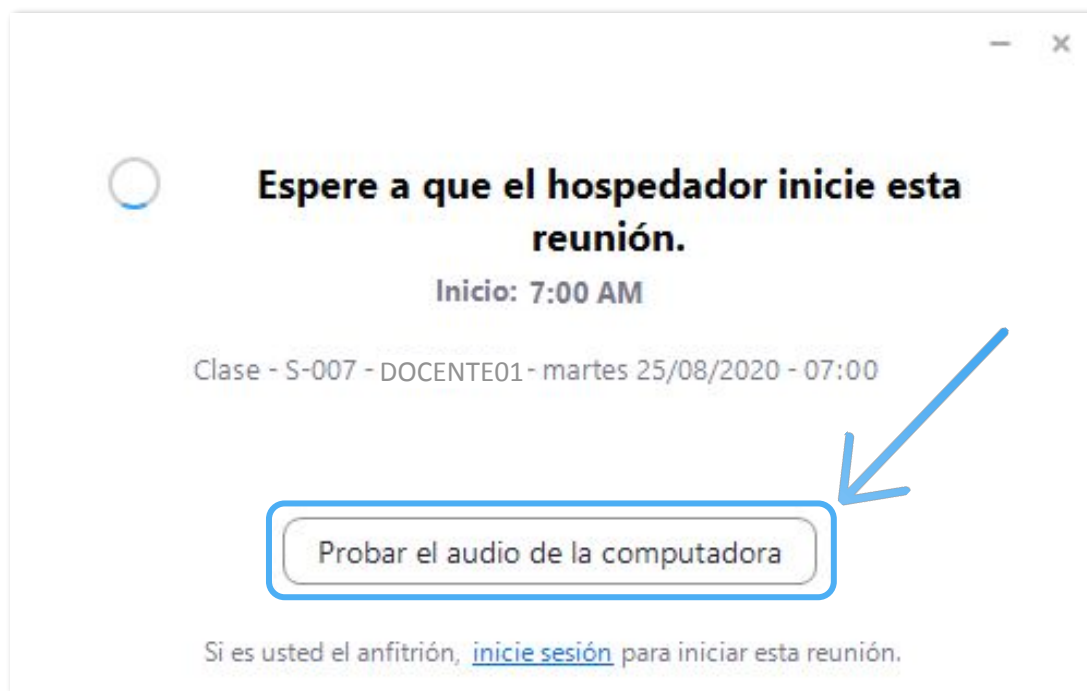 Espere a que el hospedador inicie esta
reunión.
Inicio: 7:00 AM
Clase - S-007 - DOCENTE01 - martes 25/08/2020 - 07:00
Probar el audio de la computadora
Si es usted el anfitrión, inicie sesión para iniciar esta reunión.